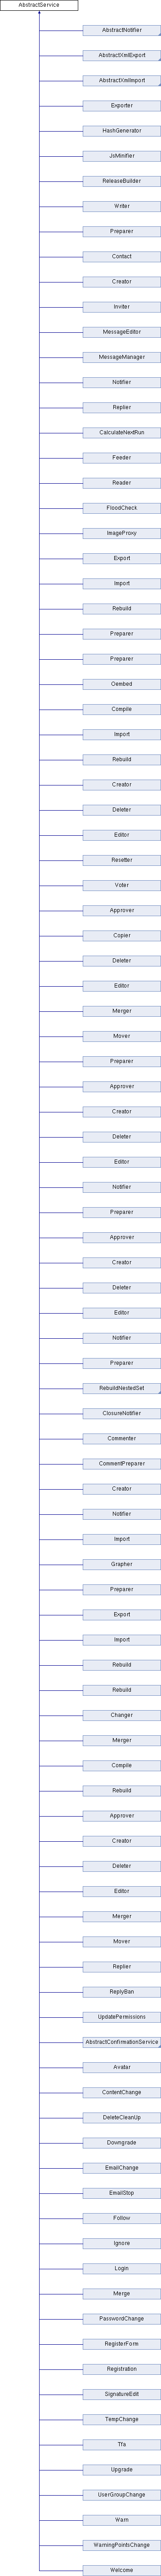 AbstractService
AbstractNotifier
AbstractXmlExport
AbstractXmlImport
Exporter
HashGenerator
JsMinifier
ReleaseBuilder
Writer
Preparer
Contact
Creator
Inviter
MessageEditor
MessageManager
Notifier
Replier
CalculateNextRun
Feeder
Reader
FloodCheck
ImageProxy
Export
Import
Rebuild
Preparer
Preparer
Oembed
Compile
Import
Rebuild
Creator
Deleter
Editor
Resetter
Voter
Approver
Copier
Deleter
Editor
Merger
Mover
Preparer
Approver
Creator
Deleter
Editor
Notifier
Preparer
Approver
Creator
Deleter
Editor
Notifier
Preparer
RebuildNestedSet
ClosureNotifier
Commenter
CommentPreparer
Creator
Notifier
Import
Grapher
Preparer
Export
Import
Rebuild
Rebuild
Changer
Merger
Compile
Rebuild
Approver
Creator
Deleter
Editor
Merger
Mover
Replier
ReplyBan
UpdatePermissions
AbstractConfirmationService
Avatar
ContentChange
DeleteCleanUp
Downgrade
EmailChange
EmailStop
Follow
Ignore
Login
Merge
PasswordChange
RegisterForm
Registration
SignatureEdit
TempChange
Tfa
Upgrade
UserGroupChange
Warn
WarningPointsChange
Welcome